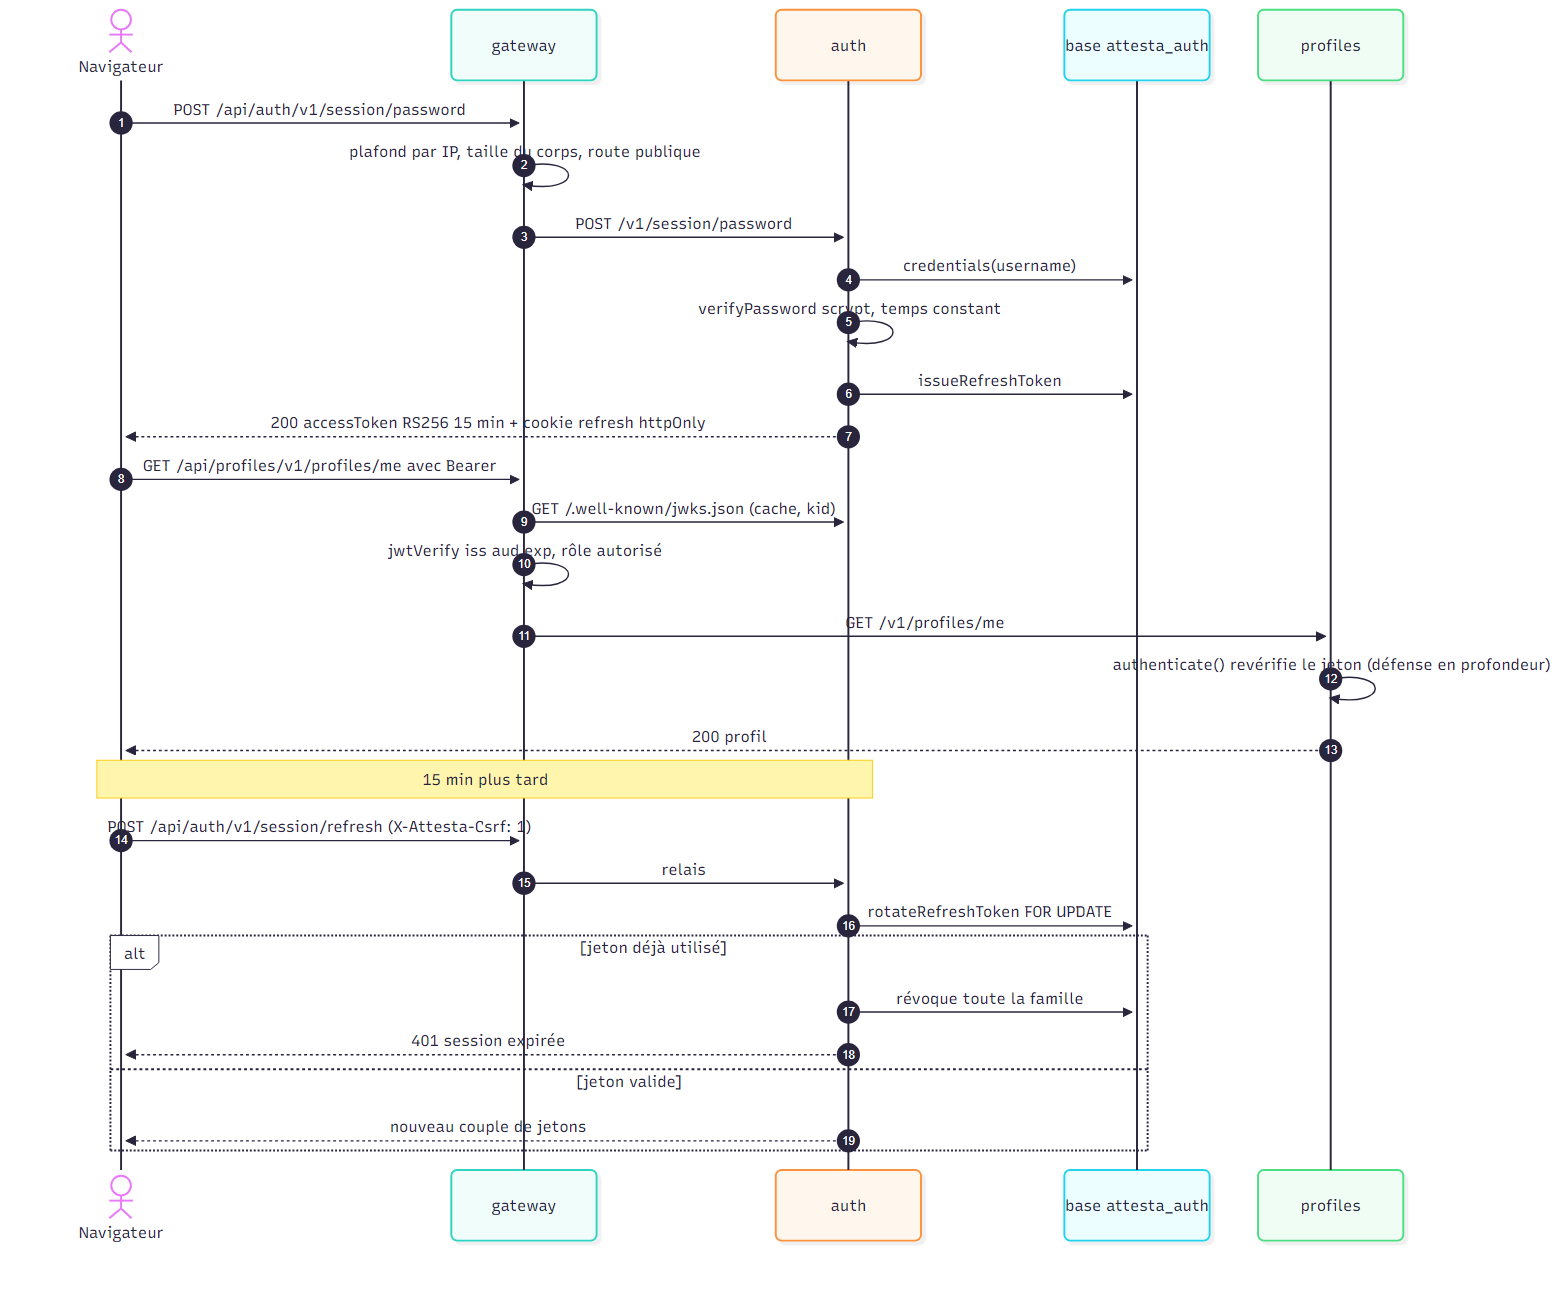 Navigateur
gateway
auth
base attesta_auth
profiles
1
POST /api/auth/v1/session/password
plafond par IP, taille du corps, route publique
2
POST /v1/session/password
3
credentials(username)
4
verifyPassword scrypt, temps constant
5
issueRefreshToken
6
200 accessToken RS256 15 min + cookie refresh httpOnly
7
GET /api/profiles/v1/profiles/me avec Bearer
8
GET /.well-known/jwks.json (cache, kid)
9
jwtVerify iss aud exp, rôle autorisé
10
GET /v1/profiles/me
11
authenticate() revérifie le jeton (défense en profondeur)
12
200 profil
13
15 min plus tard
POST /api/auth/v1/session/refresh (X-Attesta-Csrf: 1)
14
relais
15
rotateRefreshToken FOR UPDATE
16
alt
[jeton déjà utilisé]
révoque toute la famille
17
401 session expirée
18
[jeton valide]
nouveau couple de jetons
19
Navigateur
gateway
auth
base attesta_auth
profiles